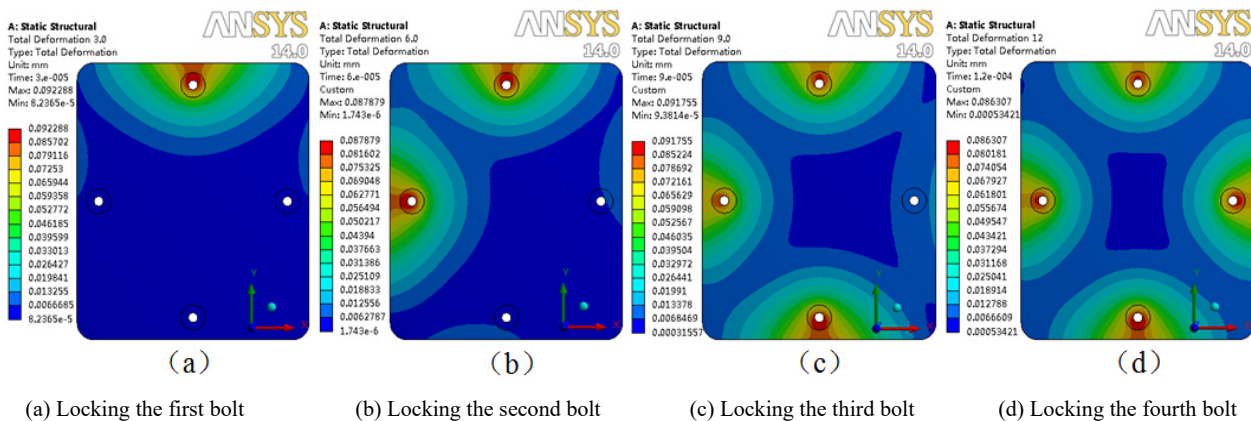 A: Static Structural
Total Deformation 3.0
Type: Total Deformation
Unit: mm
Time: 3.e-005
Max: 0.092288
Min: 8.2365e-5
ANSYS
14.0
0.092288
0.085702
0.079116
0.07253
0.065944
0.059358
0.052772
0.046185
0.039599
0.033013
0.026427
0.019841
0.013255
0.0066685
8.2365e-5
Y
X
(a)
A: Static Structural
Total Deformation 6.0
Type: Total Deformation
Unit: mm
Time: 6.e-005
Custom
Max: 0.087879
Min: 1.743e-6
ANSYS
14.0
0.087879
0.081602
0.075325
0.069048
0.062771
0.056494
0.050217
0.04394
0.037663
0.031386
0.025109
0.018833
0.012556
0.0062787
1.743e-6
Y
X
(b)
A: Static Structural
Total Deformation 9.0
Type: Total Deformation
Unit: mm
Time: 9.e-005
Custom
Max: 0.091755
Min: 9.3814e-5
ANSYS
14.0
0.091755
0.085224
0.078692
0.072161
0.065629
0.059098
0.052567
0.046035
0.039504
0.032972
0.026441
0.01991
0.013378
0.0068469
0.00031557
Y
X
(c)
A: Static Structural
Total Deformation 12
Type: Total Deformation
Unit: mm
Time: 1.2e-004
Custom
Max: 0.086307
Min: 0.00053421
ANSYS
14.0
0.086307
0.080181
0.074054
0.067927
0.061801
0.055674
0.049547
0.043421
0.037294
0.031168
0.025041
0.018914
0.012788
0.0066609
0.00053421
Y
X
(d)
(a) Locking the first bolt
(b) Locking the second bolt
(c) Locking the third bolt
(d) Locking the fourth bolt